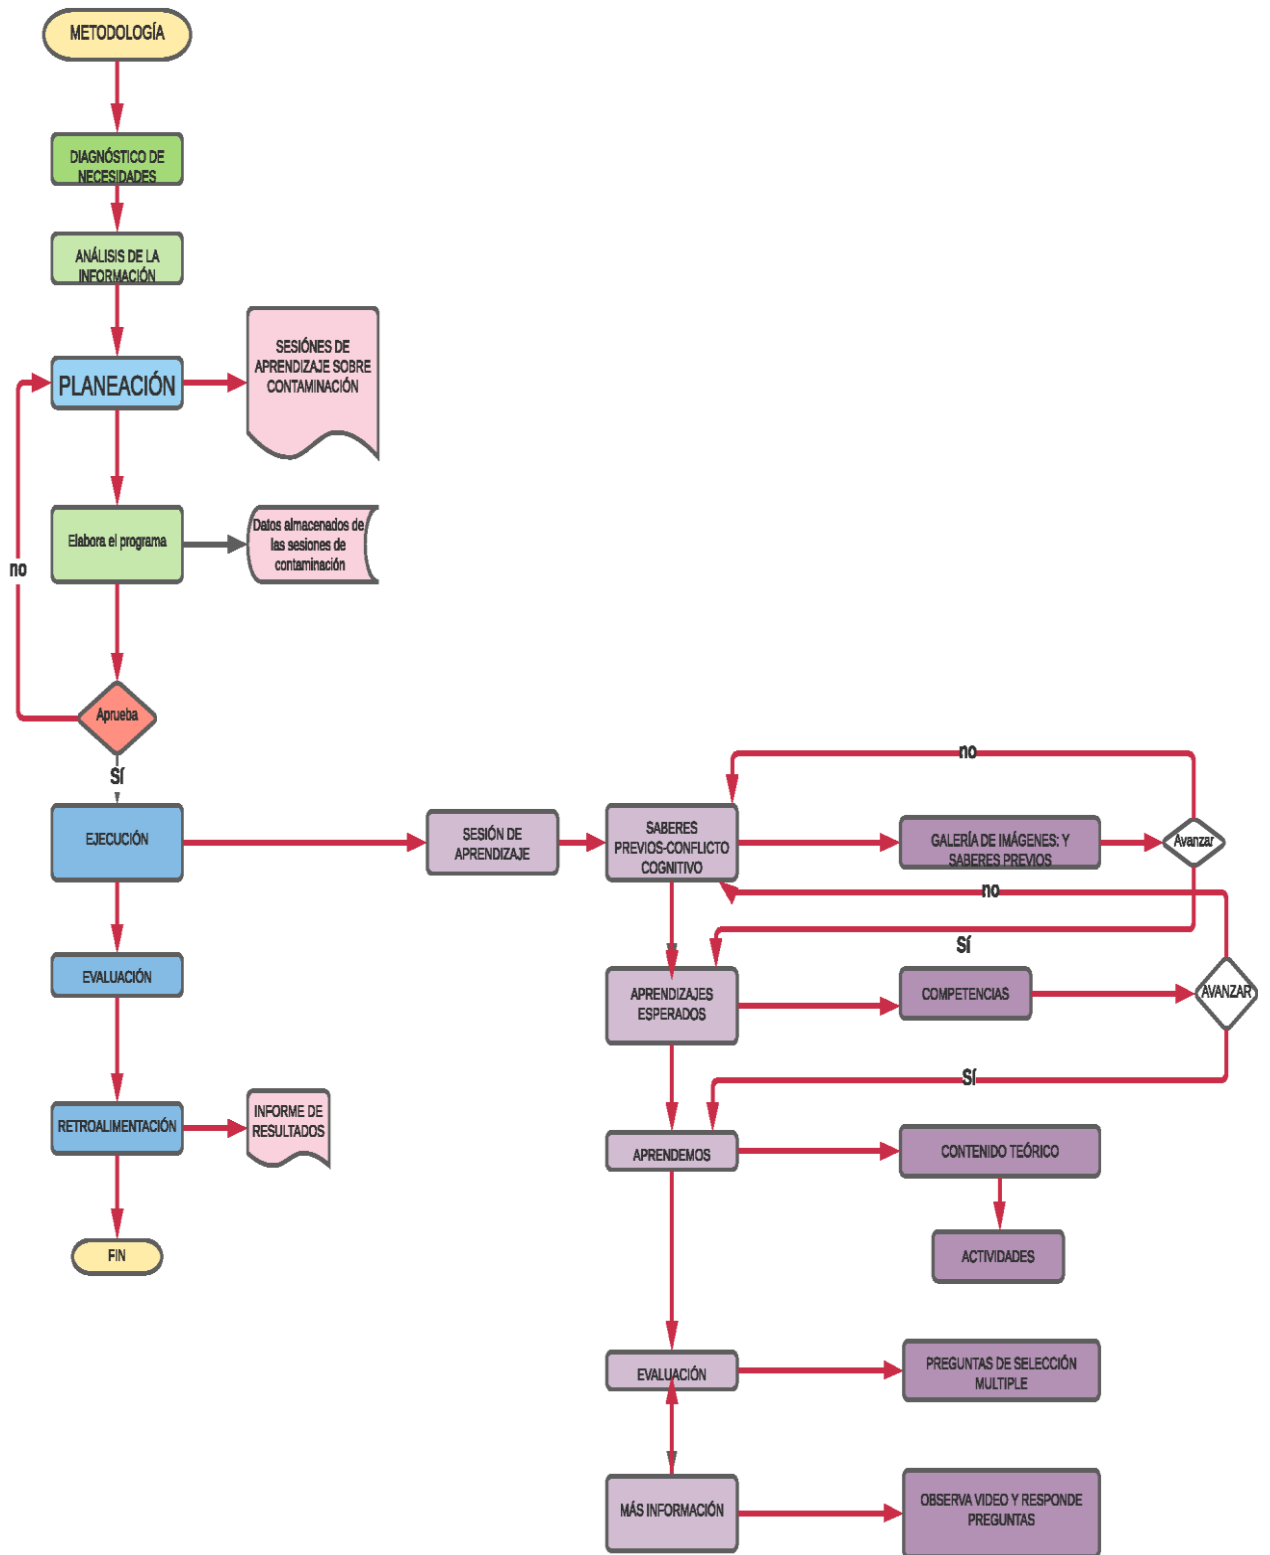 METODOLOGÍA
DIAGNÓSTICO DE
NECESIDADES
ANÁLISIS DE LA
INFORMACIÓN
PLANEACIÓN
SESIÓNES DE
APRENDIZAJE SOBRE
CONTAMINACIÓN
Elabora el programa
Datos almacenados de
las sesiones de
contaminación
no
Aprueba
Sí
EJECUCIÓN
EVALUACIÓN
RETROALIMENTACIÓN
INFORME DE
RESULTADOS
FIN
SESIÓN DE
APRENDIZAJE
SABERES
PREVIOS-CONFLICTO
COGNITIVO
GALERÍA DE IMÁGENES: Y
SABERES PREVIOS
Avanzar
no
no
Sí
APRENDIZAJES
ESPERADOS
COMPETENCIAS
AVANZAR
Sí
APRENDEMOS
CONTENIDO TEÓRICO
ACTIVIDADES
EVALUACIÓN
PREGUNTAS DE SELECCIÓN
MULTIPLE
MÁS INFORMACIÓN
OBSERVA VIDEO Y RESPONDE
PREGUNTAS